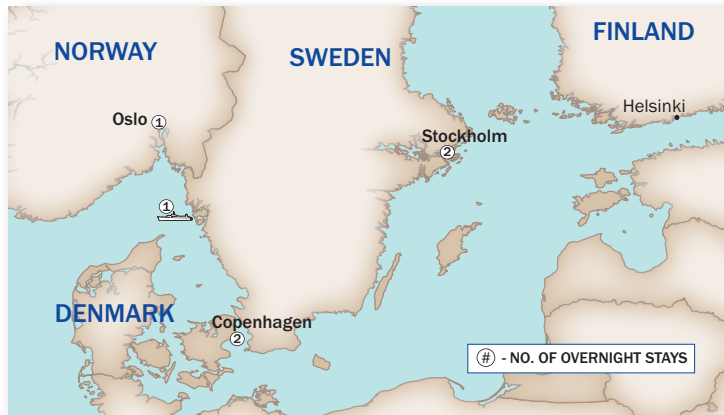 NORWAY
SWEDEN
FINLAND
Oslo 1
Helsinki
Stockholm
2
1
DENMARK
Copenhagen
2
# - NO. OF OVERNIGHT STAYS